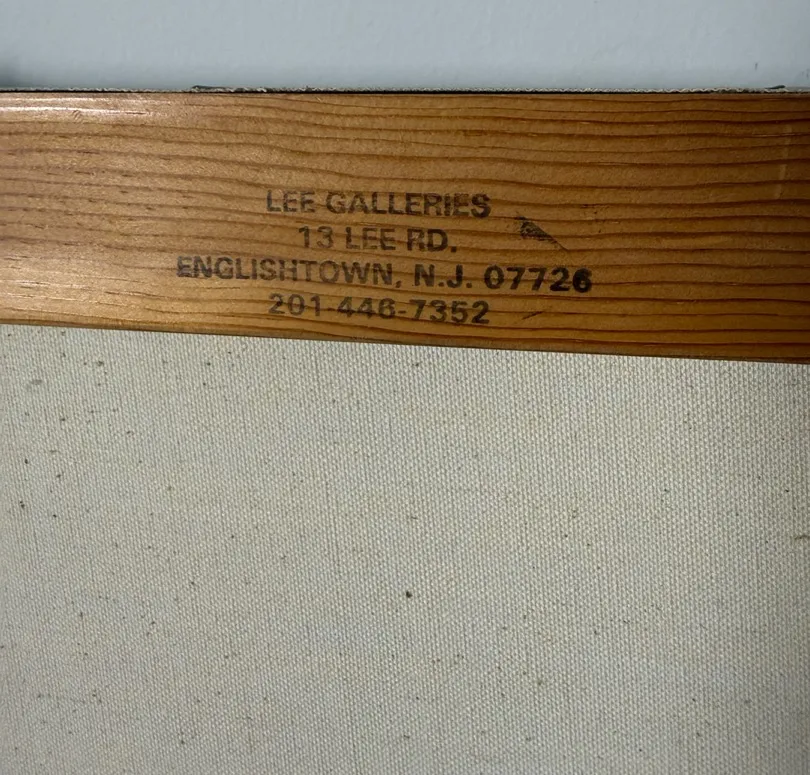 LEE GALLERIES
13 LEE RD.
ENGLISHTOWN, N.J. 07726
201-446-7352